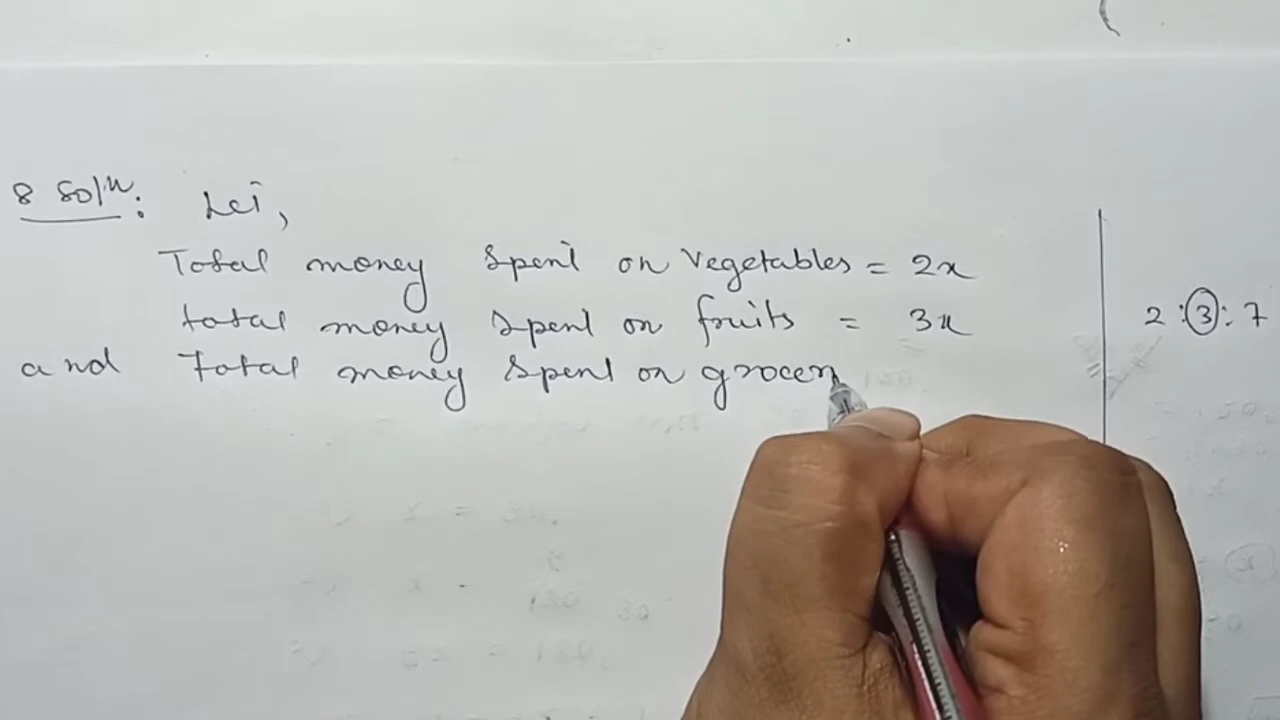 8 Solⁿ: Let,
Total money Spent on Vegetables = 2x
total money Spent on fruits = 3x
2 : 3 : 7
and Total money Spent on grocer